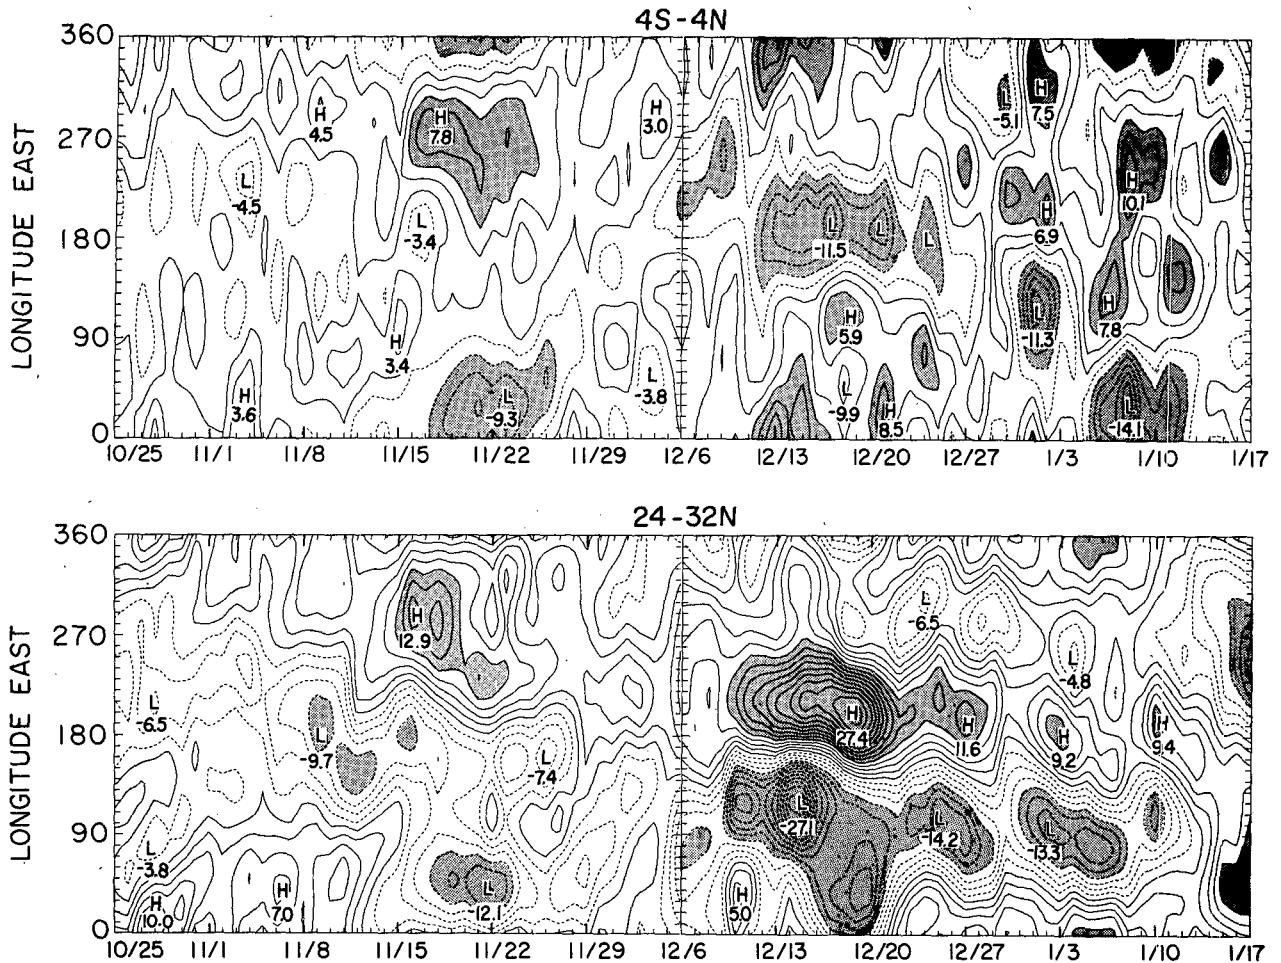 4S-4N
360
270
180
90
0
LONGITUDE EAST
H
4.5
L
-4.5
H
3.6
H
7.8
L
-3.4
H
3.4
L
-9.3
H
3.0
L
-3.8
L
-11.5
L
L
H
5.9
L
-9.9
H
8.5
L
-5.1
H
7.5
H
6.9
L
-11.3
H
10.1
H
7.8
L
-14.1
10/25 11/1 11/8 11/15 11/22 11/29 12/6 12/13 12/20 12/27 1/3 1/10 1/17
24-32N
360
270
180
90
0
LONGITUDE EAST
L
-6.5
L
-3.8
H
10.0
H
7.0
L
-9.7
H
12.9
L
-12.1
L
-7.4
H
5.0
L
-27.1
H
27.4
L
-6.5
H
11.6
L
-14.2
L
-4.8
H
9.2
L
-13.3
H
9.4
10/25 11/1 11/8 11/15 11/22 11/29 12/6 12/13 12/20 12/27 1/3 1/10 1/17